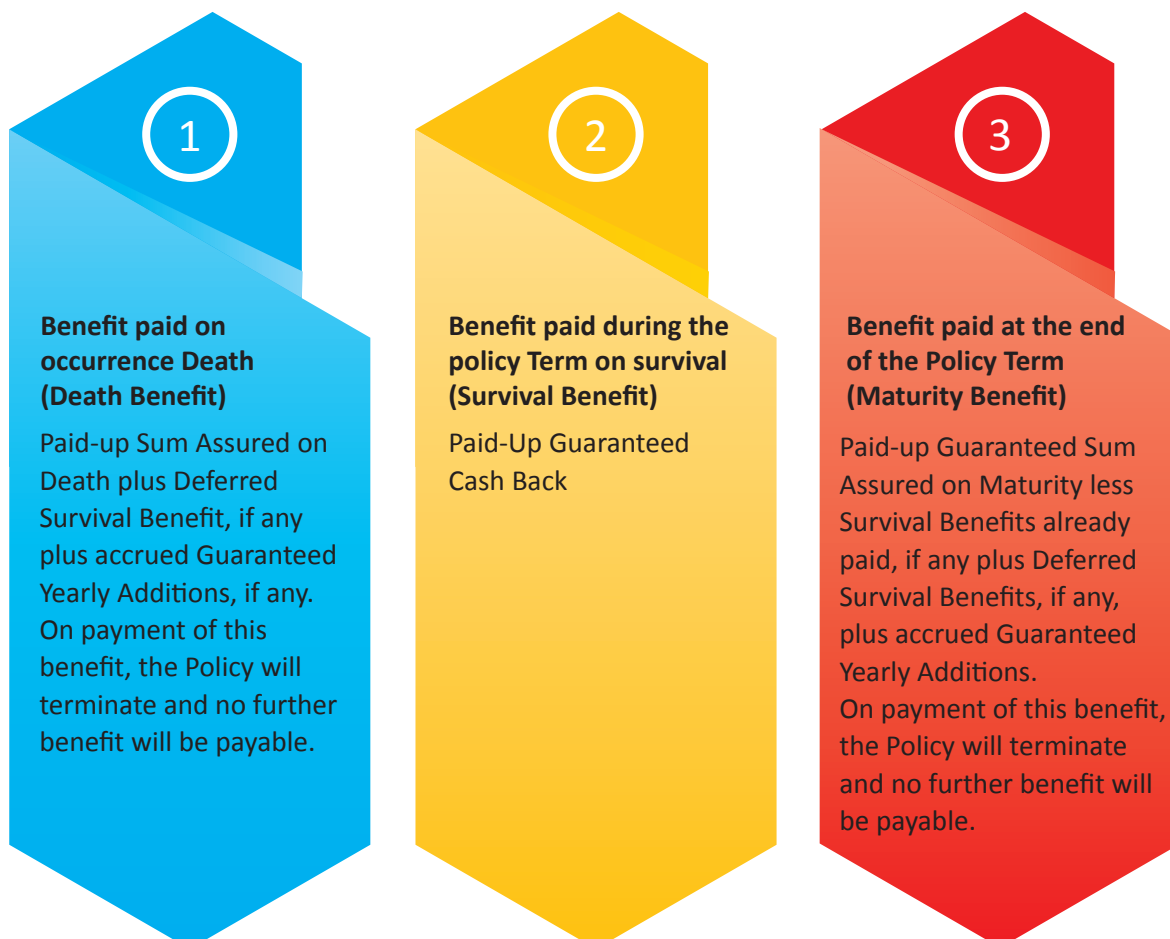 1
Benefit paid on
occurrence Death
(Death Benefit)
Paid-up Sum Assured on
Death plus Deferred
Survival Benefit, if any
plus accrued Guaranteed
Yearly Additions, if any.
On payment of this
benefit, the Policy will
terminate and no further
benefit will be payable.
2
Benefit paid during the
policy Term on survival
(Survival Benefit)
Paid-Up Guaranteed
Cash Back
3
Benefit paid at the end
of the Policy Term
(Maturity Benefit)
Paid-up Guaranteed Sum
Assured on Maturity less
Survival Benefits already
paid, if any plus Deferred
Survival Benefits, if any,
plus accrued Guaranteed
Yearly Additions.
On payment of this benefit,
the Policy will terminate
and no further benefit will
be payable.